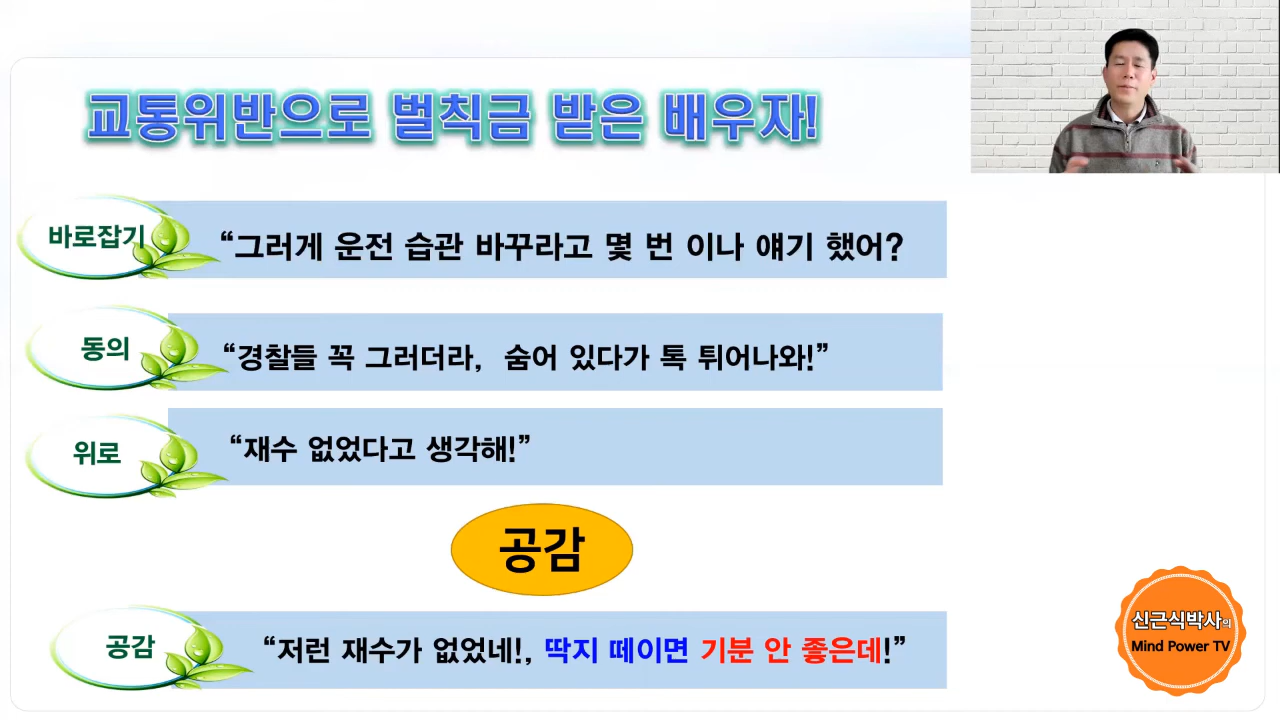 교통위반으로 벌칙금 받은 배우자!
바로잡기
“그러게 운전 습관 바꾸라고 몇 번 이나 얘기 했어?
동의
“경찰들 꼭 그러더라, 숨어 있다가 톡 튀어나와!”
위로
“재수 없었다고 생각해!”
공감
공감
“저런 재수가 없었네!, 딱지 떼이면 기분 안 좋은데!”
신근식박사의
Mind Power TV